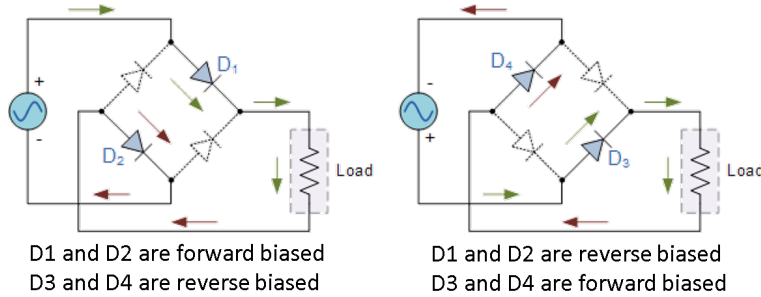 D1
D4
+
-
-
+
D2
D3
Load
Load
D1 and D2 are forward biased
D3 and D4 are reverse biased
D1 and D2 are reverse biased
D3 and D4 are forward biased